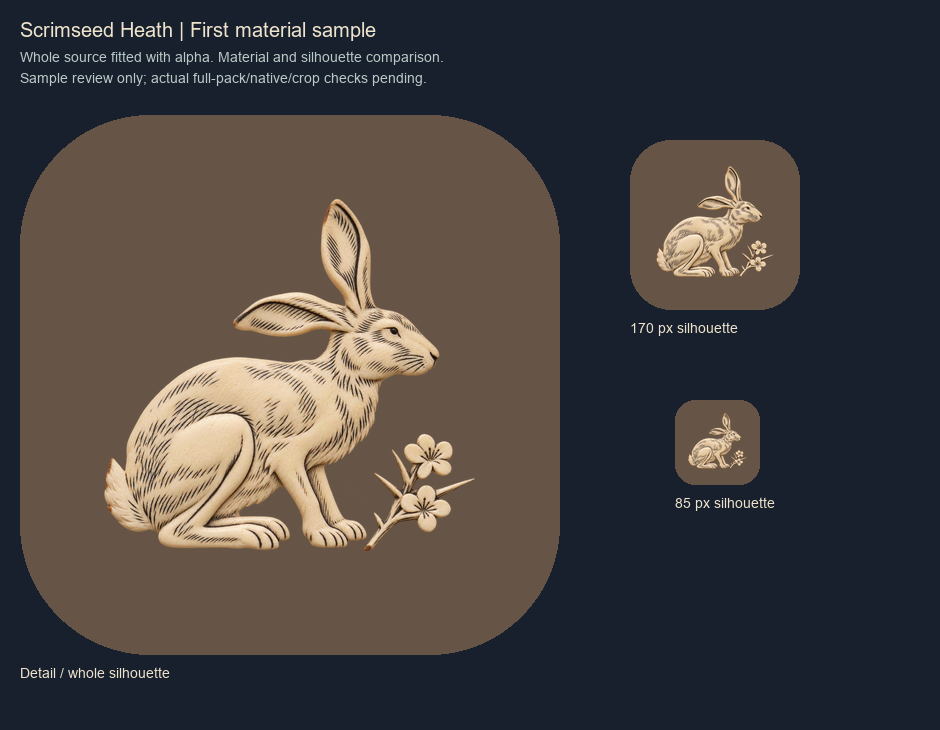 Scrimseed Heath | First material sample
Whole source fitted with alpha. Material and silhouette comparison.
Sample review only; actual full-pack/native/crop checks pending.
170 px silhouette
85 px silhouette
Detail / whole silhouette